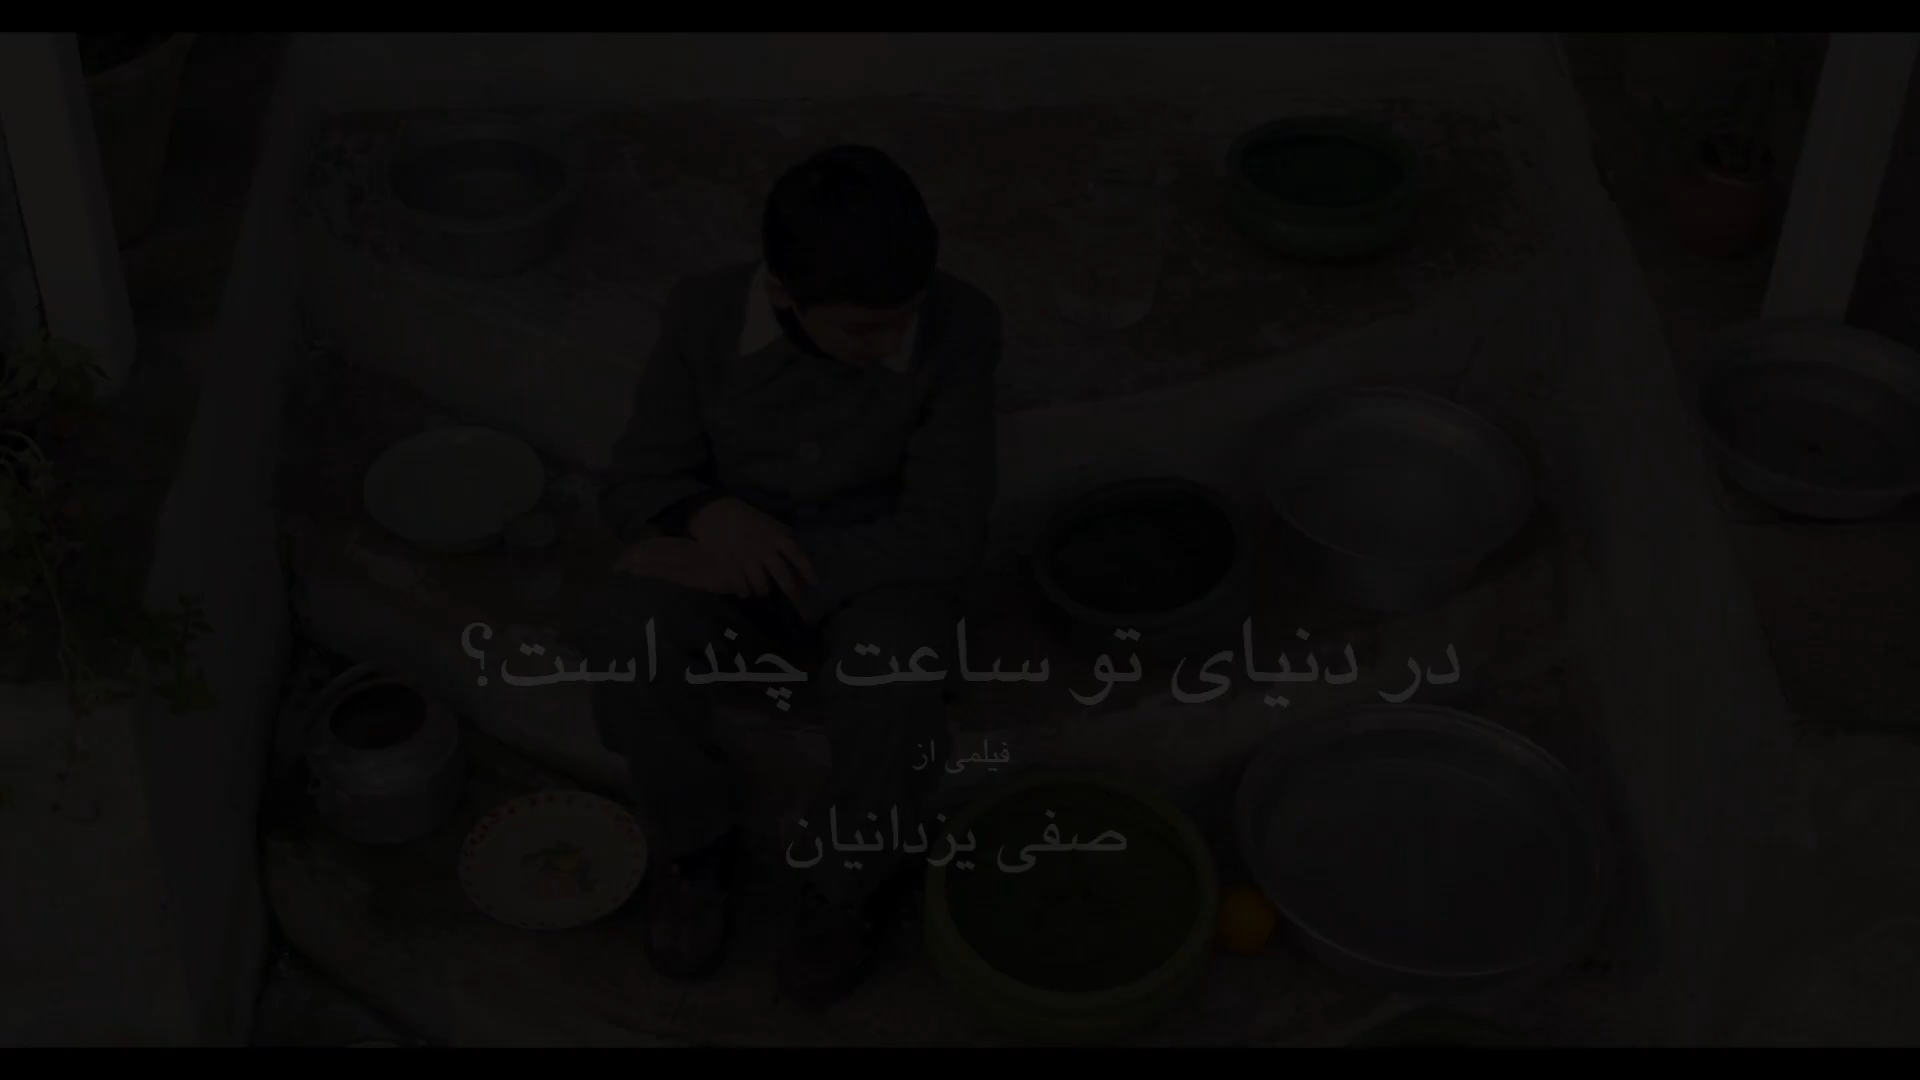 در دنیای تو ساعت چند است؟
فیلمی از
صفی یزدانیان